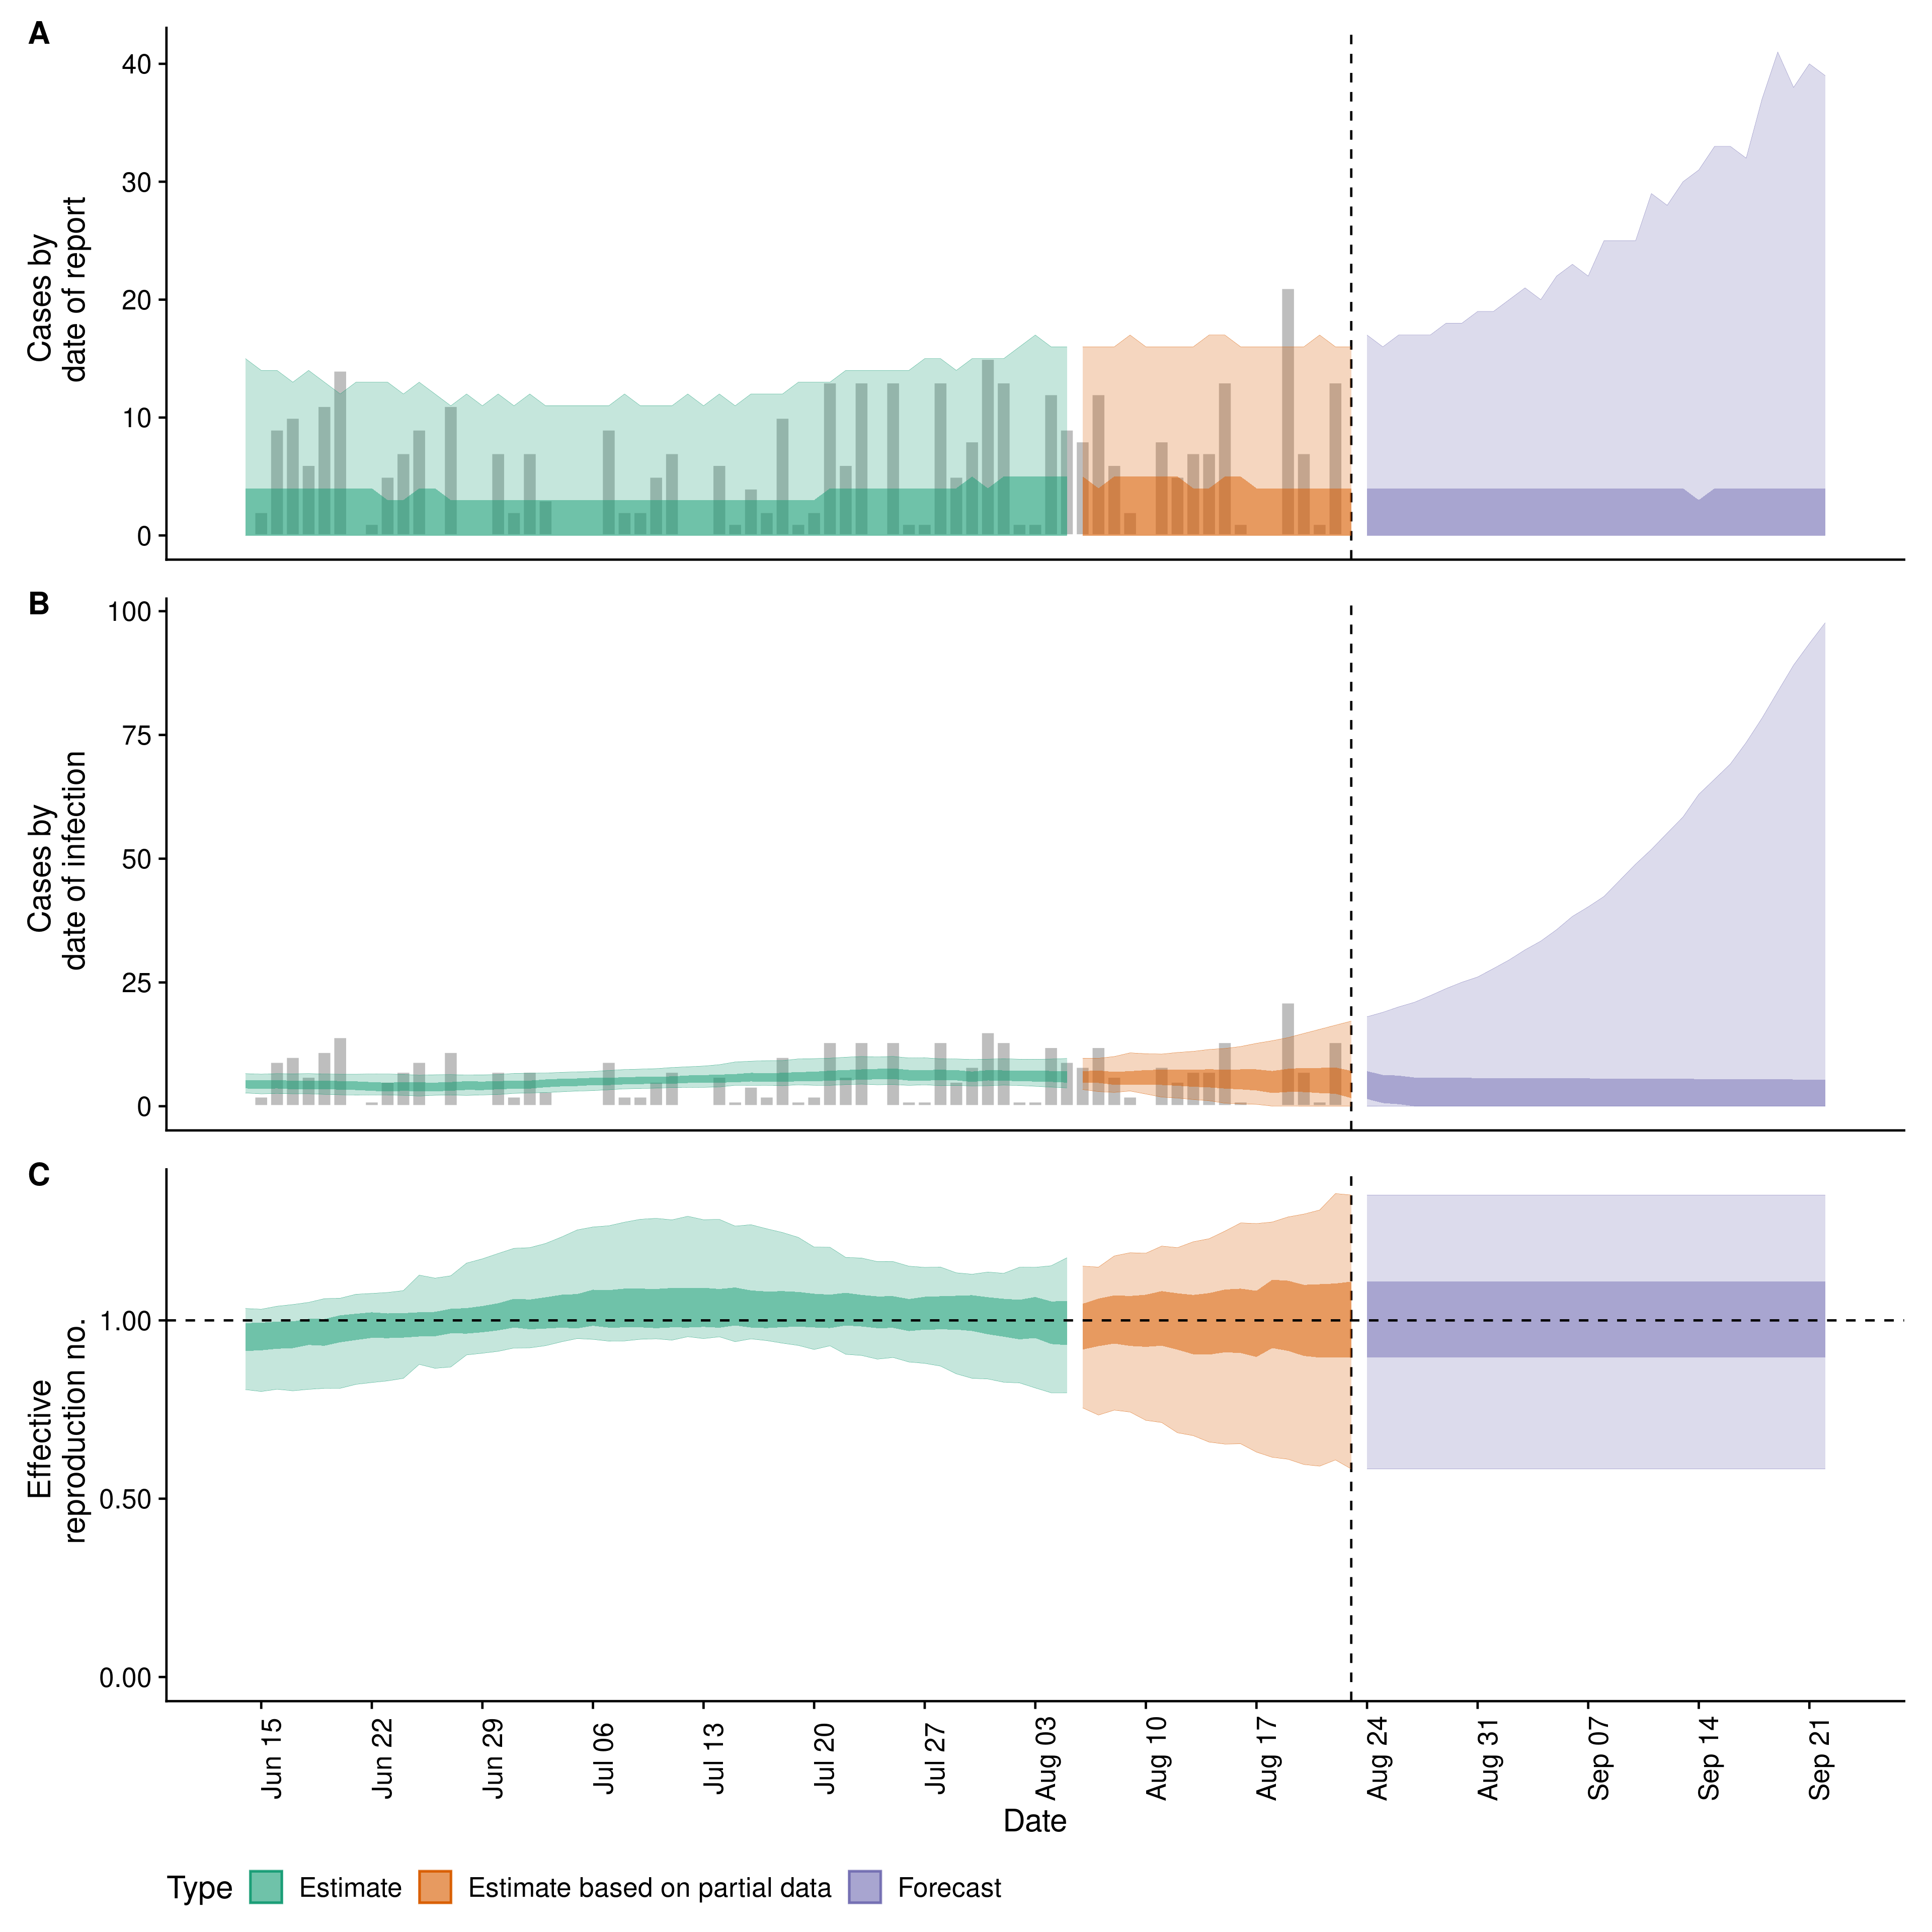 A
Cases by
date of report
40
30
20
10
0
B
Cases by
date of infection
100
75
50
25
0
C
Effective
reproduction no.
1.00
0.50
0.00
Jun 15
Jun 22
Jun 29
Jul 06
Jul 13
Jul 20
Jul 27
Aug 03
Aug 10
Aug 17
Aug 24
Aug 31
Sep 07
Sep 14
Sep 21
Date
Type Estimate Estimate based on partial data Forecast